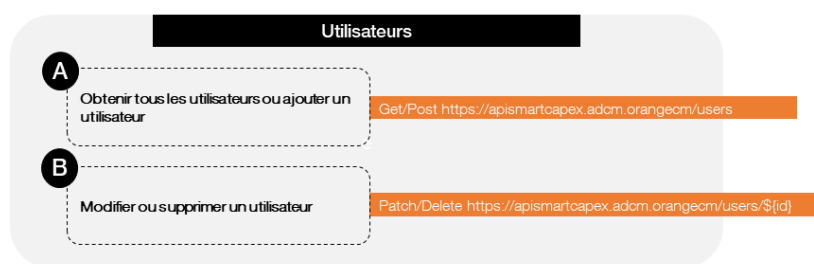 Utilisateurs
A
Obtenir tous les utilisateurs ou ajouter un
utilisateur
Get/Post https://apismartcapex.adcm.orangecm/users
B
Modifier ou supprimer un utilisateur
Patch/Delete https://apismartcapex.adcm.orangecm/users/${id}